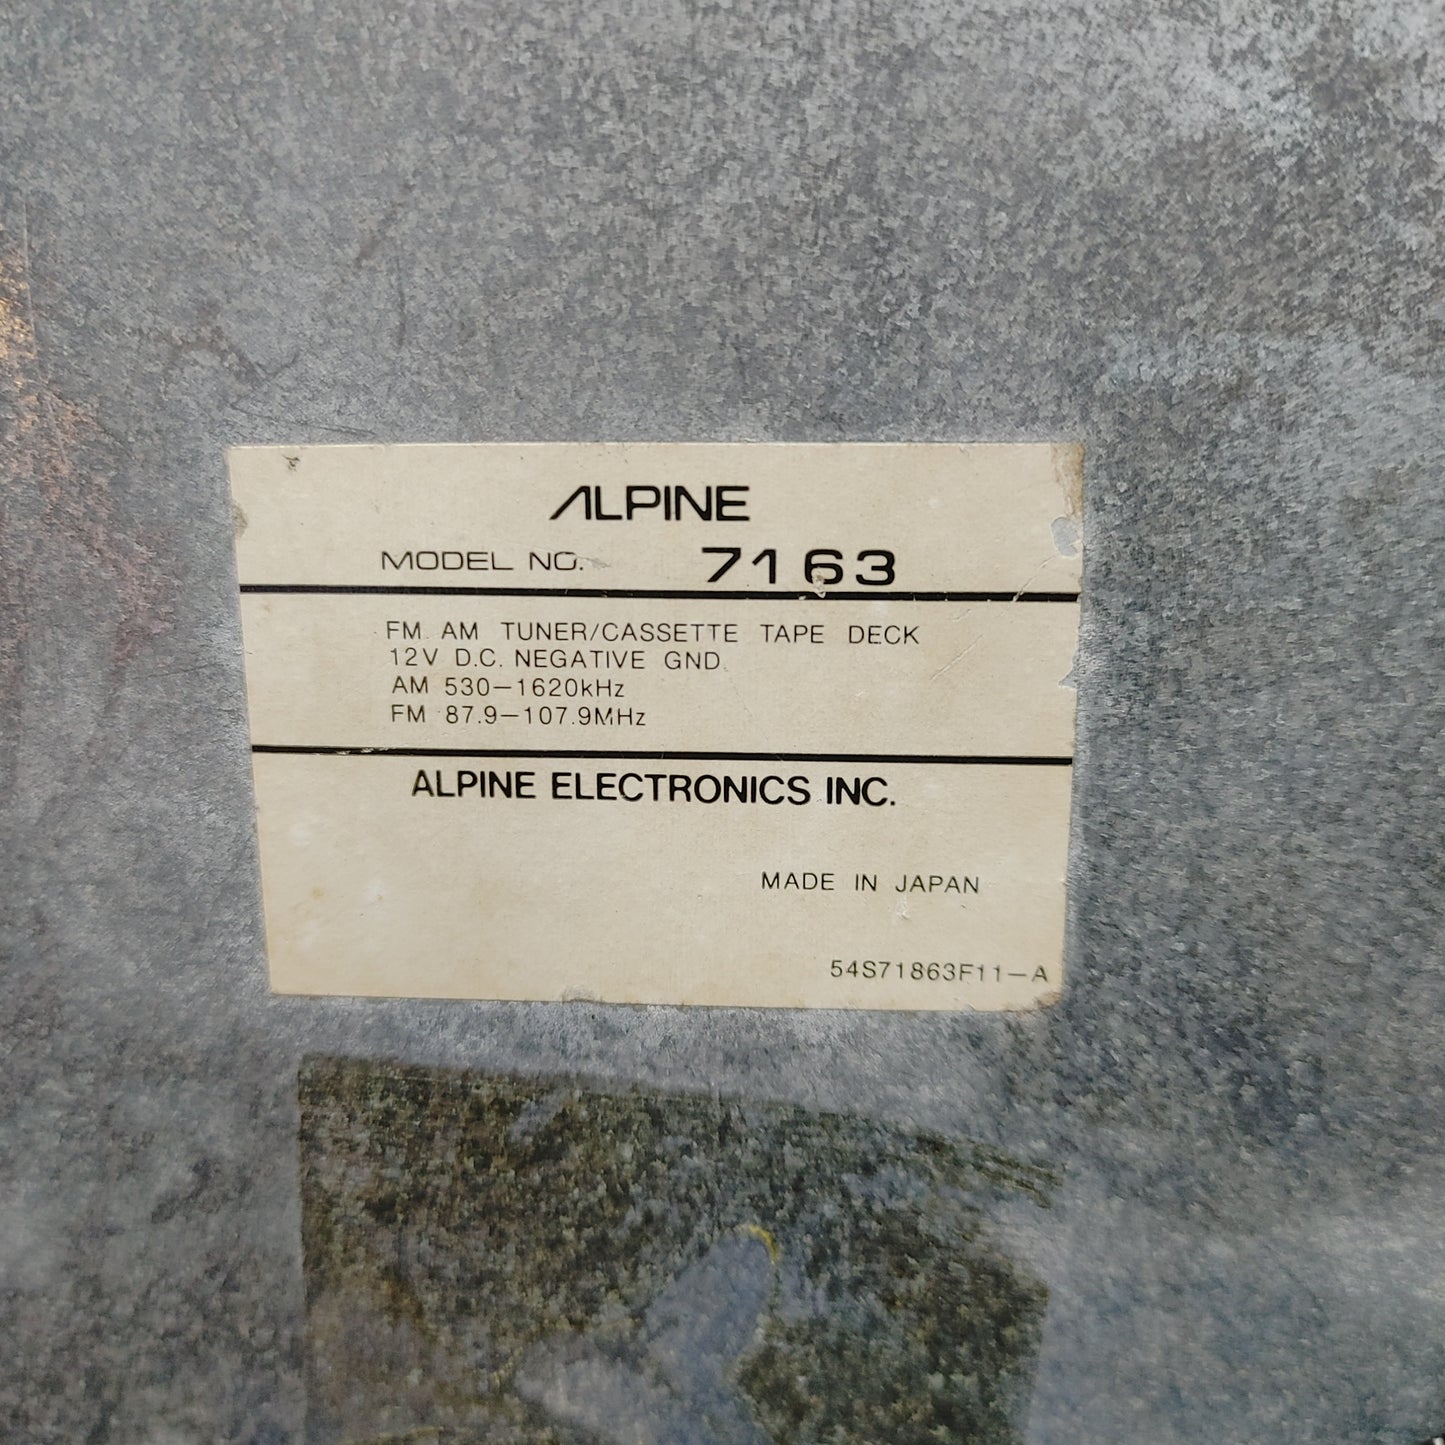 ALPINE
MODEL NO. 7163
FM AM TUNER/CASSETTE TAPE DECK
12V D.C. NEGATIVE GND.
AM 530-1620kHz
FM 87.9-107.9MHz
ALPINE ELECTRONICS INC.
MADE IN JAPAN
54S71863F11-A